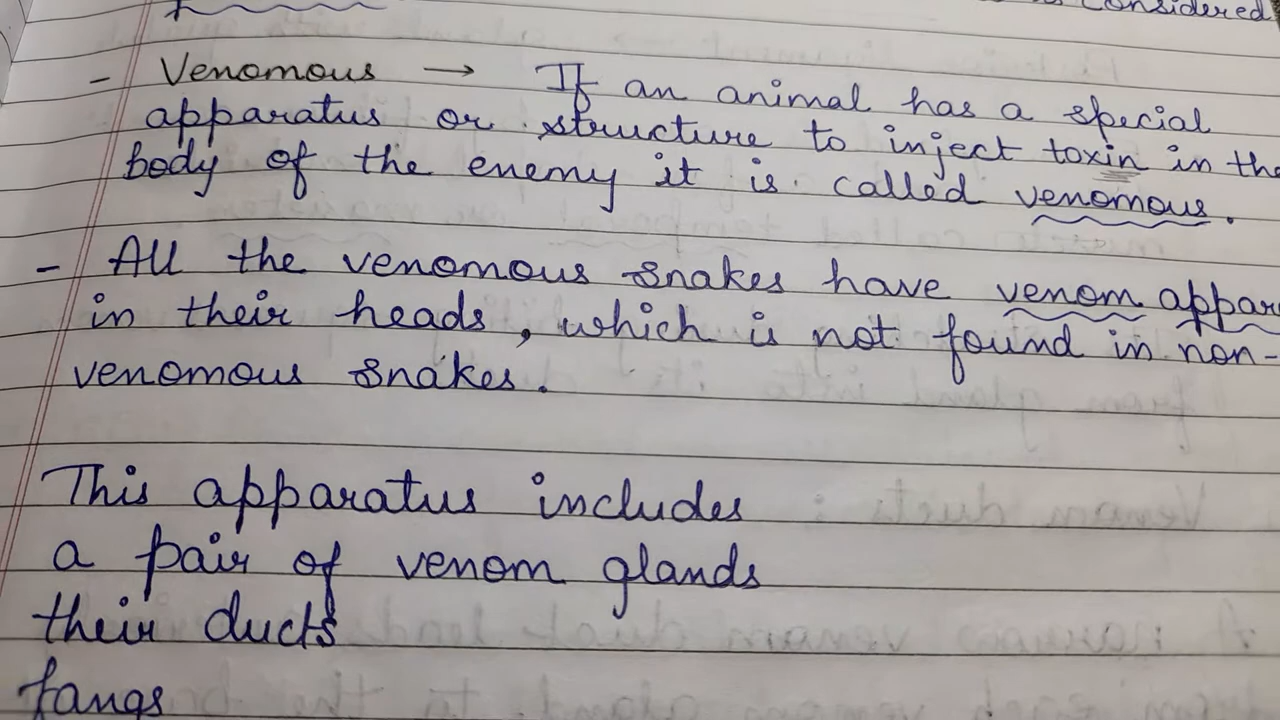 considered
- Venomous → If an animal has a special
apparatus or structure to inject toxin in the
body of the enemy it is called venomous.
- All the venomous snakes have venom appar
in their heads, which is not found in non-
venomous snakes.
This apparatus includes
a pair of venom glands
their ducts
fangs